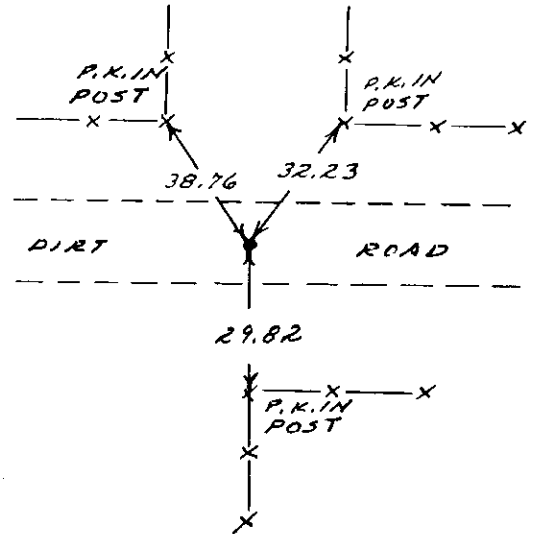 P.K. IN
POST
P.K. IN
POST
38.76
32.23
DIRT
ROAD
29.82
P.K. IN
POST